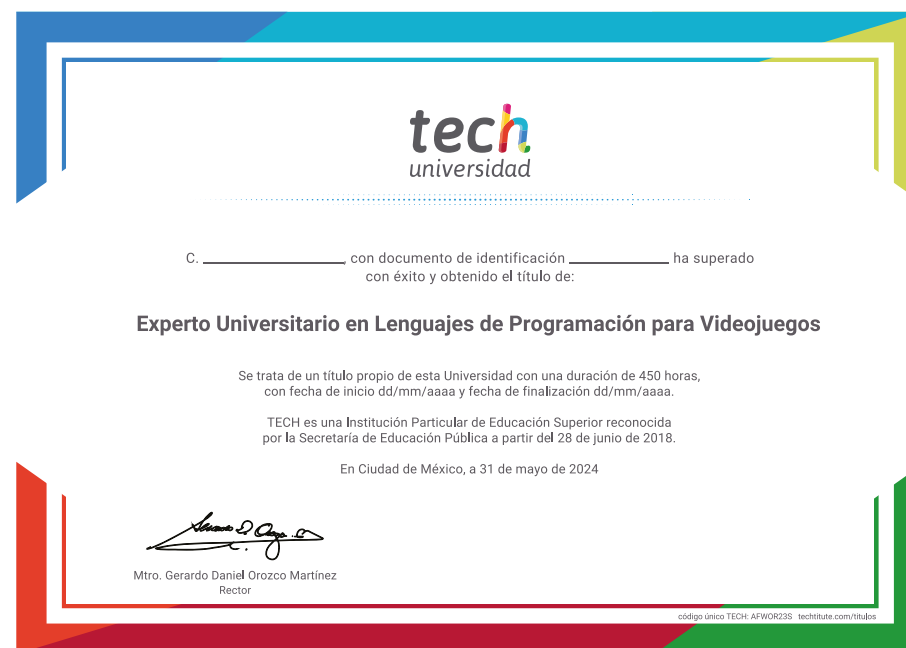 tech
universidad
C. ____________, con documento de identificación ____________ ha superado
con éxito y obtenido el título de:
Experto Universitario en Lenguajes de Programación para Videojuegos
Se trata de un título propio de esta Universidad con una duración de 450 horas,
con fecha de inicio dd/mm/aaaa y fecha de finalización dd/mm/aaaa.
TECH es una Institución Particular de Educación Superior reconocida
por la Secretaría de Educación Pública a partir del 28 de junio de 2018.
En Ciudad de México, a 31 de mayo de 2024
Mtro. Gerardo Daniel Orozco Martínez
Rector
código único TECH: AFWOR23S techtitute.com/titulos